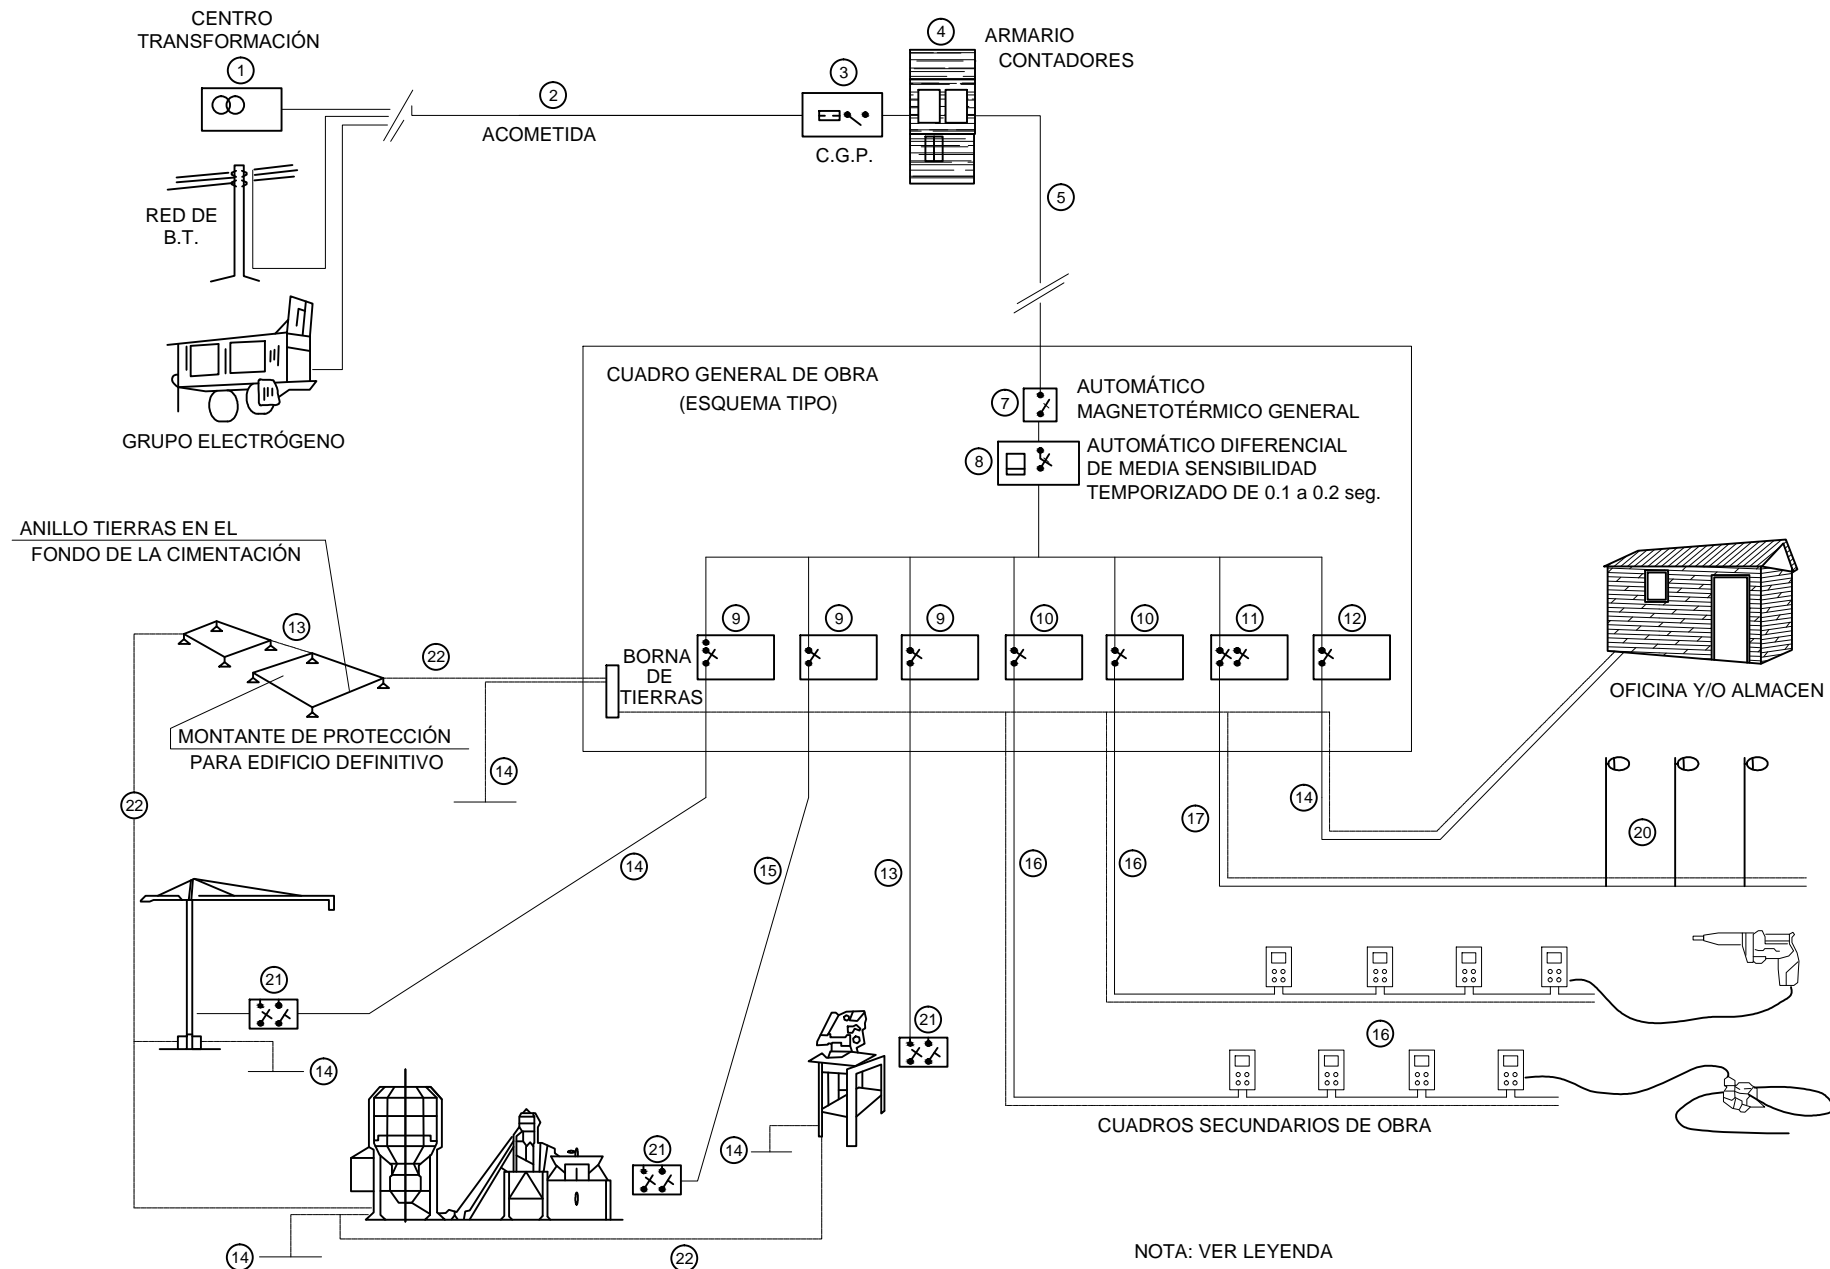 CENTRO
TRANSFORMACIÓN
1
2
ACOMETIDA
3
C.G.P.
4
ARMARIO
CONTADORES
5
RED DE
B.T.
GRUPO ELECTRÓGENO
CUADRO GENERAL DE OBRA
(ESQUEMA TIPO)
7
AUTOMÁTICO
MAGNETOTÉRMICO GENERAL
8
AUTOMÁTICO DIFERENCIAL
DE MEDIA SENSIBILIDAD
TEMPORIZADO DE 0.1 a 0.2 seg.
ANILLO TIERRAS EN EL
FONDO DE LA CIMENTACIÓN
13
22
BORNA
DE
TIERRAS
9
9
9
10
10
11
12
OFICINA Y/O ALMACEN
MONTANTE DE PROTECCIÓN
PARA EDIFICIO DEFINITIVO
14
22
14
15
13
16
16
17
14
20
21
14
21
14
21
16
CUADROS SECUNDARIOS DE OBRA
14
22
NOTA: VER LEYENDA